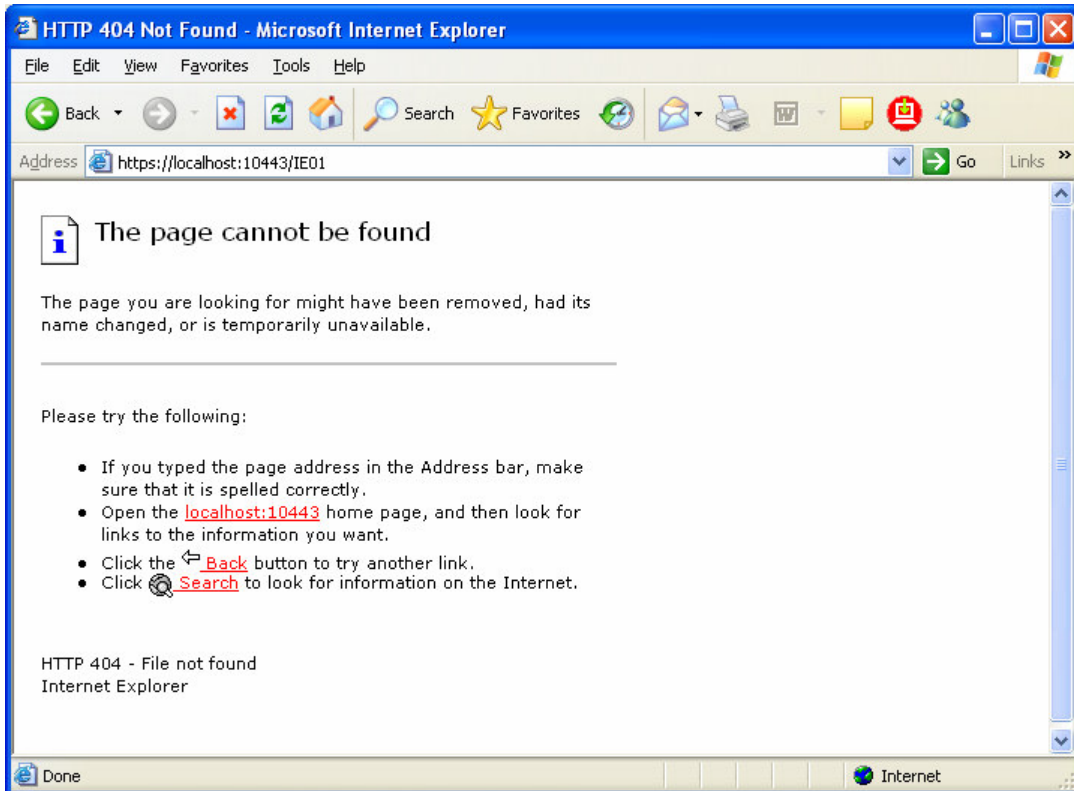 HTTP 404 Not Found - Microsoft Internet Explorer
File Edit View Favorites Tools Help
Back Search Favorites
Address https://localhost:10443/IE01 Go Links »
The page cannot be found
The page you are looking for might have been removed, had its
name changed, or is temporarily unavailable.
Please try the following:
• If you typed the page address in the Address bar, make
sure that it is spelled correctly.
• Open the localhost:10443 home page, and then look for
links to the information you want.
• Click the Back button to try another link.
• Click Search to look for information on the Internet.
HTTP 404 - File not found
Internet Explorer
Done Internet